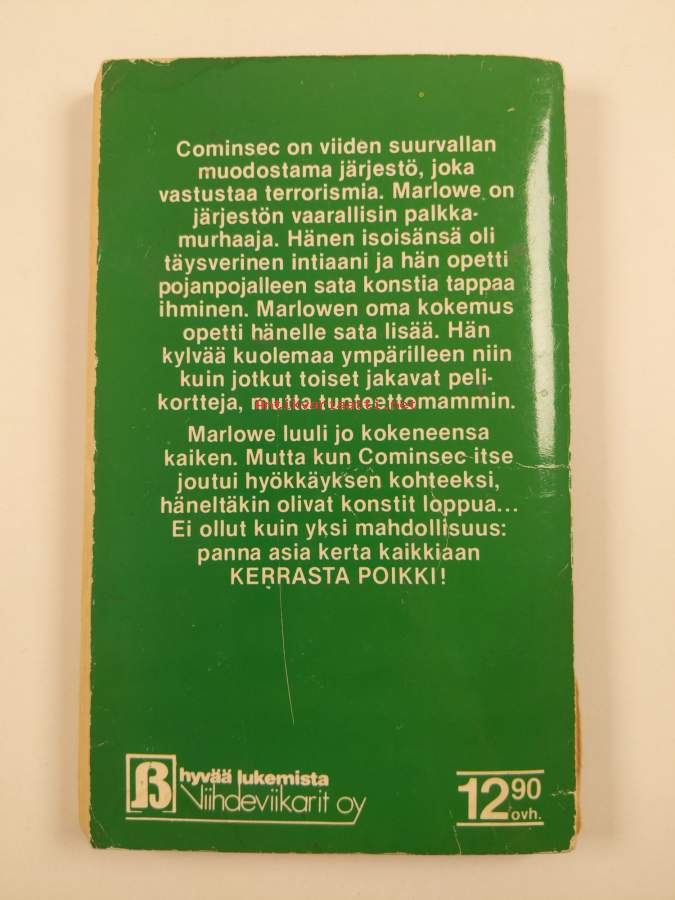 Cominsec on viiden suurvallan
muodostama järjestö, joka
vastustaa terrorismia. Marlowe on
järjestön vaarallisin palkka-
murhaaja. Hänen isoisänsä oli
täysverinen intiaani ja hän opetti
pojanpojalleen sata konstia tappaa
ihminen. Marlowen oma kokemus
opetti hänelle sata lisää. Hän
kylvää kuolemaa ympärilleen niin
kuin jotkut toiset jakavat peli-
kortteja, mutta tunteettomammin.
Antikvariaatti.net
Marlowe luuli jo kokeneensa
kaiken. Mutta kun Cominsec itse
joutui hyökkäyksen kohteeksi,
häneltäkin olivat konstit loppua...
Ei ollut kuin yksi mahdollisuus:
panna asia kerta kaikkiaan
KERRASTA POIKKI!
hyvää lukemista
Viihdeviikarit oy
12 90
ovh.